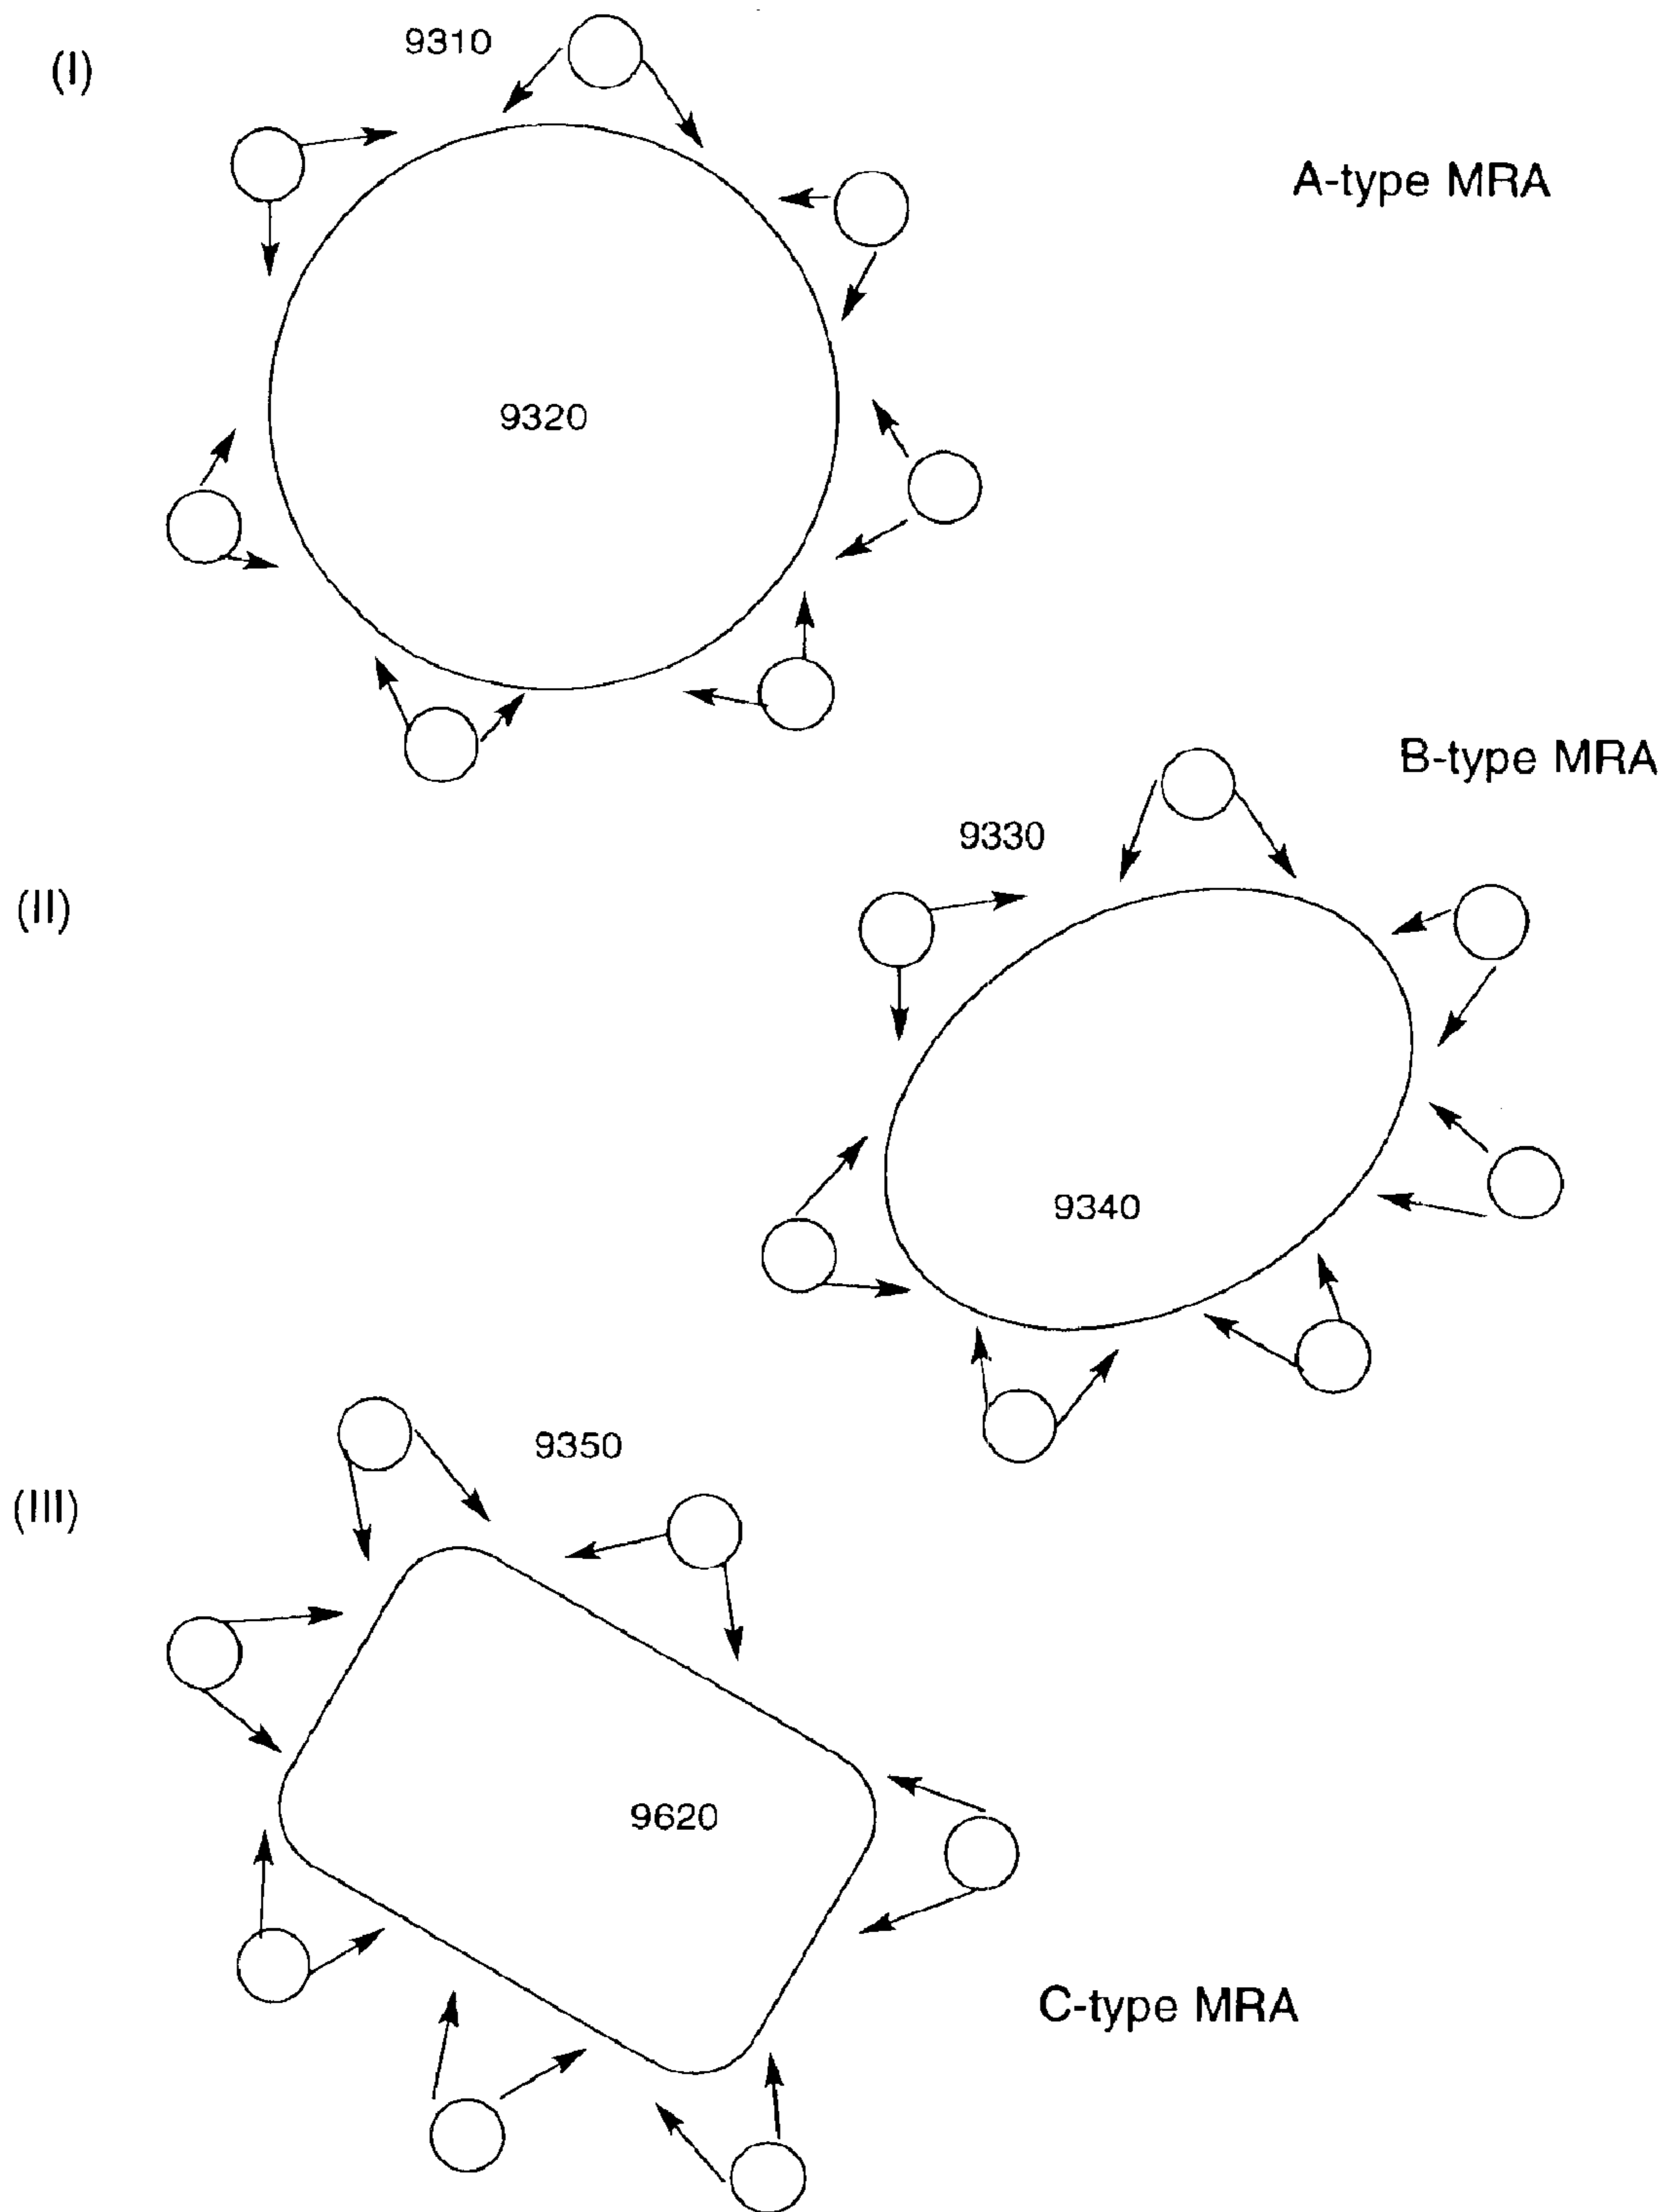 (I)
9310
A-type MRA
9320
B-type MRA
9330
(II)
9340
9350
(III)
9620
C-type MRA